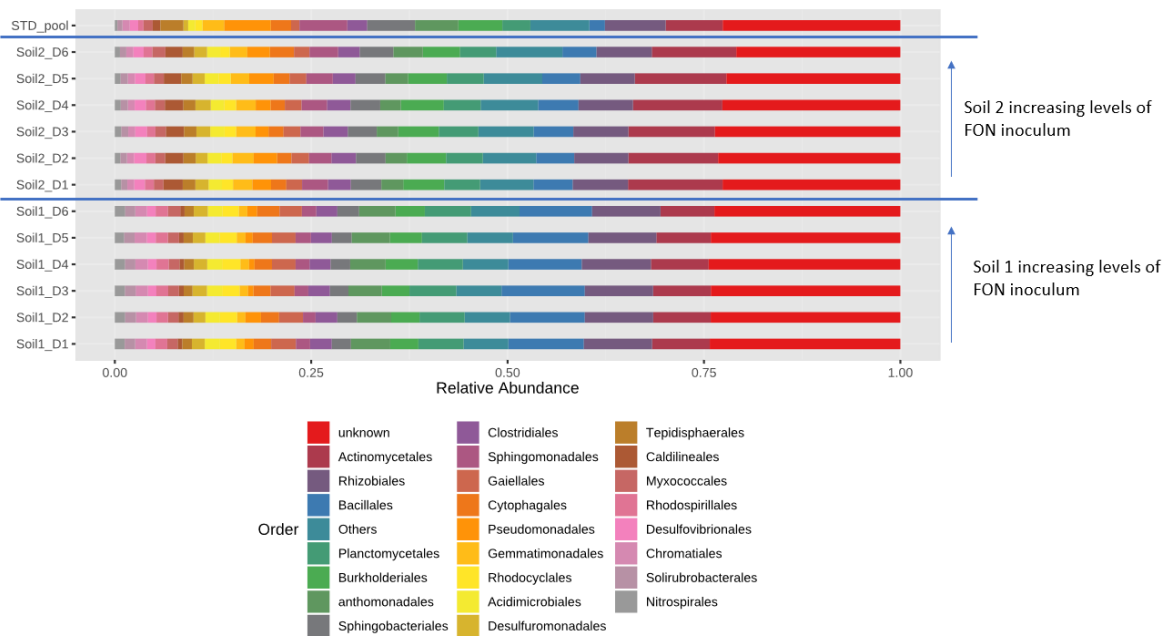 STD_pool
Soil2_D6
Soil2_D5
Soil2_D4
Soil2_D3
Soil2_D2
Soil2_D1
Soil1_D6
Soil1_D5
Soil1_D4
Soil1_D3
Soil1_D2
Soil1_D1
0.00 0.25 0.50 0.75 1.00
Relative Abundance
Soil 2 increasing levels of
FON inoculum
Soil 1 increasing levels of
FON inoculum
Order
unknown
Actinomycetales
Rhizobiales
Bacillales
Others
Planctomycetales
Burkholderiales
anthomonadales
Sphingobacteriales
Clostridiales
Sphingomonadales
Gaiellales
Cytophagales
Pseudomonadales
Gemmatimonadales
Rhodocyclales
Acidimicrobiales
Desulfuromonadales
Tepidisphaerales
Caldilineales
Myxococcales
Rhodospirillales
Desulfovibrionales
Chromatiales
Solirubrobacterales
Nitrospirales